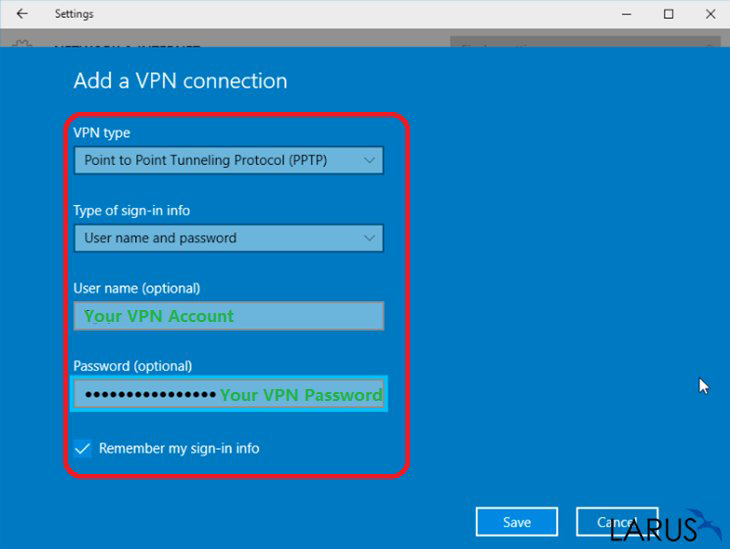 Settings
NETWORK & INTERNET
Add a VPN connection
VPN type
Point to Point Tunneling Protocol (PPTP)
Type of sign-in info
User name and password
User name (optional)
Your VPN Account
Password (optional)
•••••••••••••••• Your VPN Password
Remember my sign-in info
Save
Cancel
LARUS